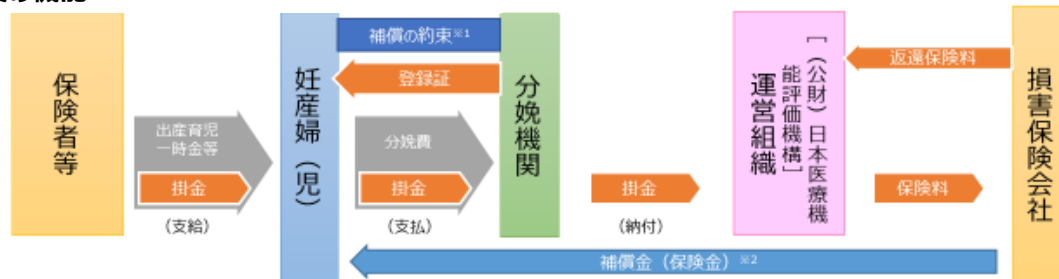 保険者等
出産育児
一時金等
掛金
(支給)
妊産婦(児)
補償の約束※1
登録証
分娩費
掛金
(支払)
分娩機関
掛金
(納付)
運営組織
[(公財)日本医療機
能評価機構]
返還保険料
保険料
損害保険会社
補償金(保険金)※2